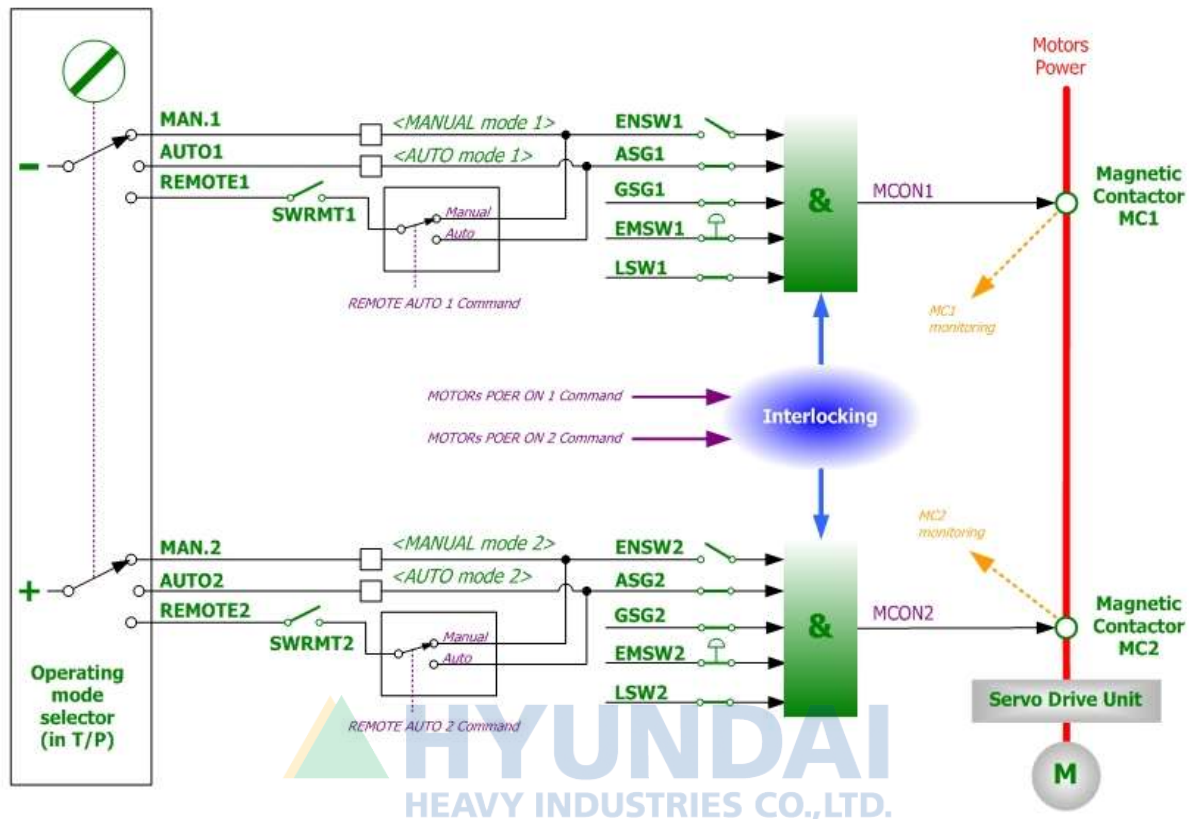 Motors
Power
MAN.1
<MANUAL mode 1>
ENSW1
-
AUTO1
<AUTO mode 1>
ASG1
REMOTE1
GSG1
SWRMT1
Manual
Auto
EMSW1
LSW1
&
MCON1
Magnetic
Contactor
MC1
REMOTE AUTO 1 Command
MC1
monitoring
MOTORs POER ON 1 Command
Interlocking
MOTORs POER ON 2 Command
MC2
monitoring
MAN.2
<MANUAL mode 2>
ENSW2
+
AUTO2
<AUTO mode 2>
ASG2
REMOTE2
GSG2
SWRMT2
Manual
Auto
EMSW2
LSW2
&
MCON2
Magnetic
Contactor
MC2
Operating
mode
selector
(in T/P)
REMOTE AUTO 2 Command
Servo Drive Unit
M
HYUNDAI
HEAVY INDUSTRIES CO.,LTD.